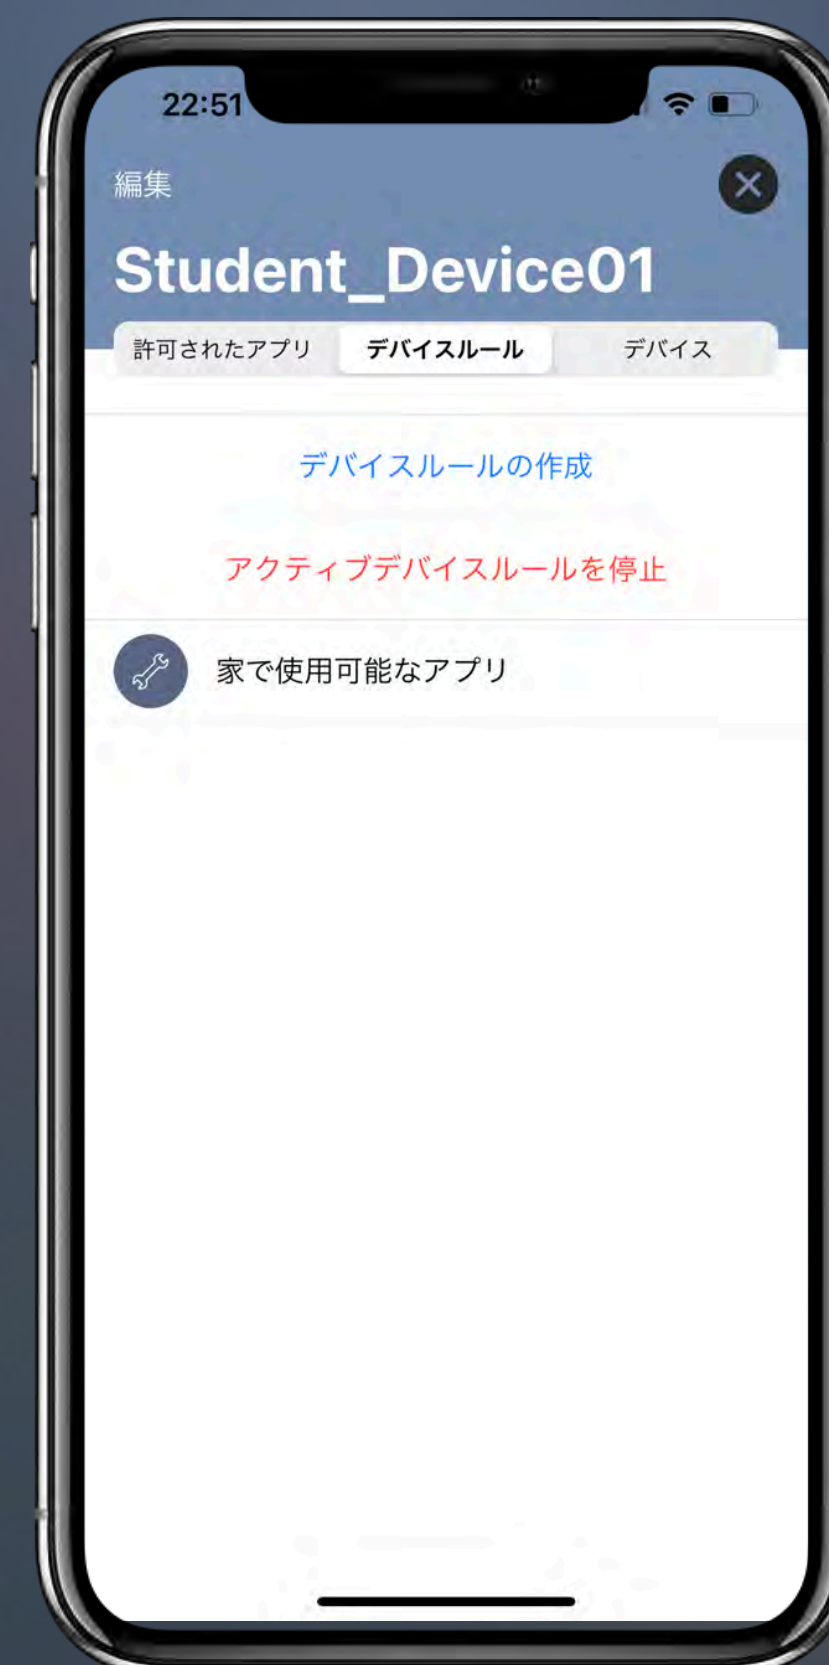 22:51
編集
Student_Device01
許可されたアプリ デバイスルール デバイス
デバイスルールの作成
アクティブデバイスルールを停止
家で使用可能なアプリ